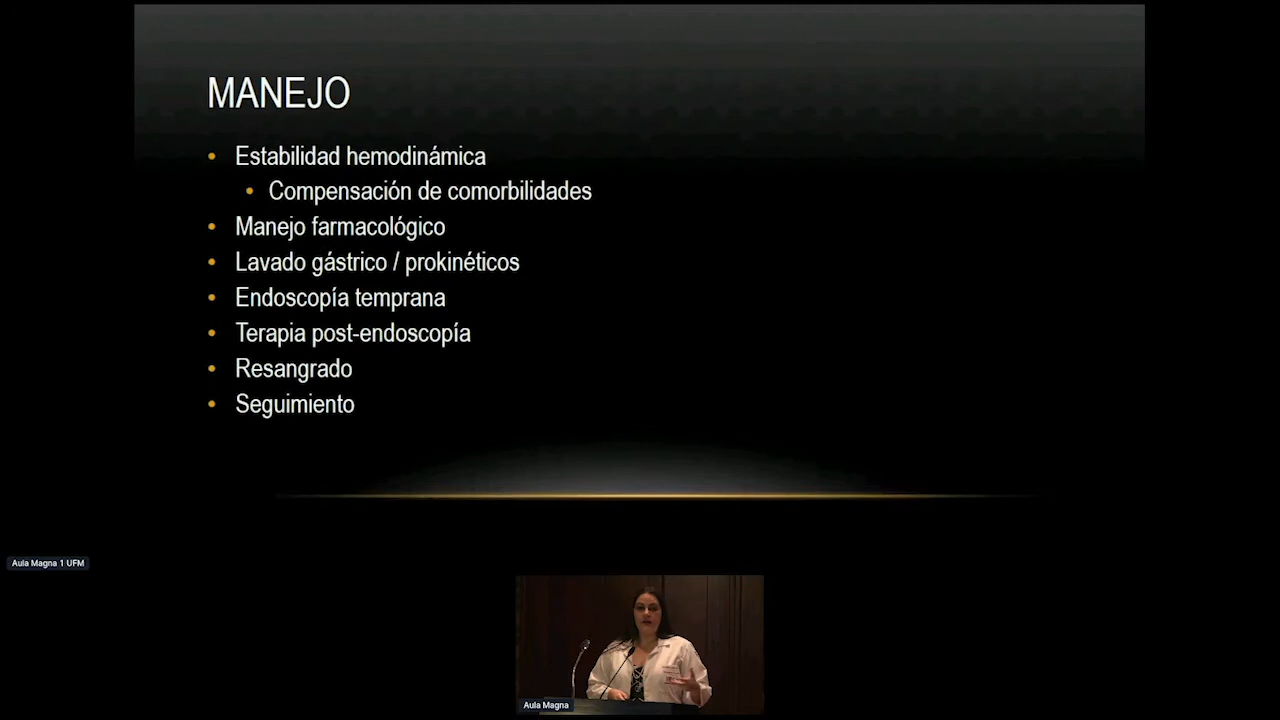 MANEJO
• Estabilidad hemodinámica
• Compensación de comorbilidades
• Manejo farmacológico
• Lavado gástrico / prokinéticos
• Endoscopía temprana
• Terapia post-endoscopía
• Resangrado
• Seguimiento
Aula Magna 1 UFM
Aula Magna